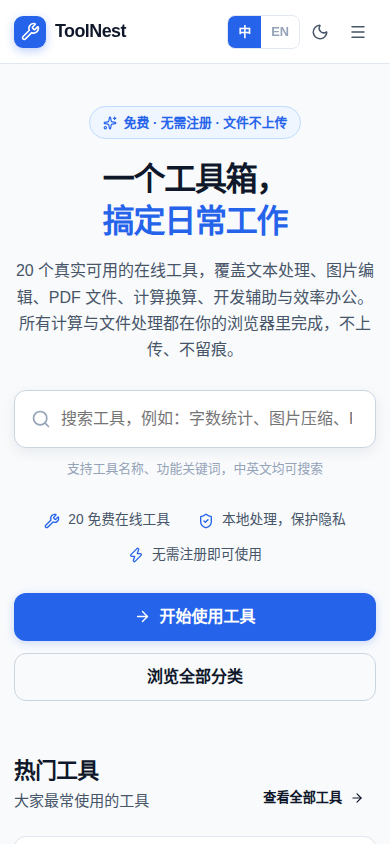 ToolNest
中 EN
免费 · 无需注册 · 文件不上传
一个工具箱，
搞定日常工作
20 个真实可用的在线工具，覆盖文本处理、图片编
辑、PDF 文件、计算换算、开发辅助与效率办公。
所有计算与文件处理都在你的浏览器里完成，不上
传、不留痕。
搜索工具，例如：字数统计、图片压缩、
支持工具名称、功能关键词，中英文均可搜索
20 免费在线工具
本地处理，保护隐私
无需注册即可使用
开始使用工具
浏览全部分类
热门工具
大家最常使用的工具
查看全部工具